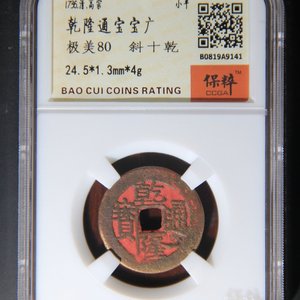 1736清·高宗 小平
乾隆通宝宝广
极美80 斜十乾
24.5*1.3mm*4g
B0819A9141
保粹™
CCGA
BAO CUI COINS RATING
乾隆通寶